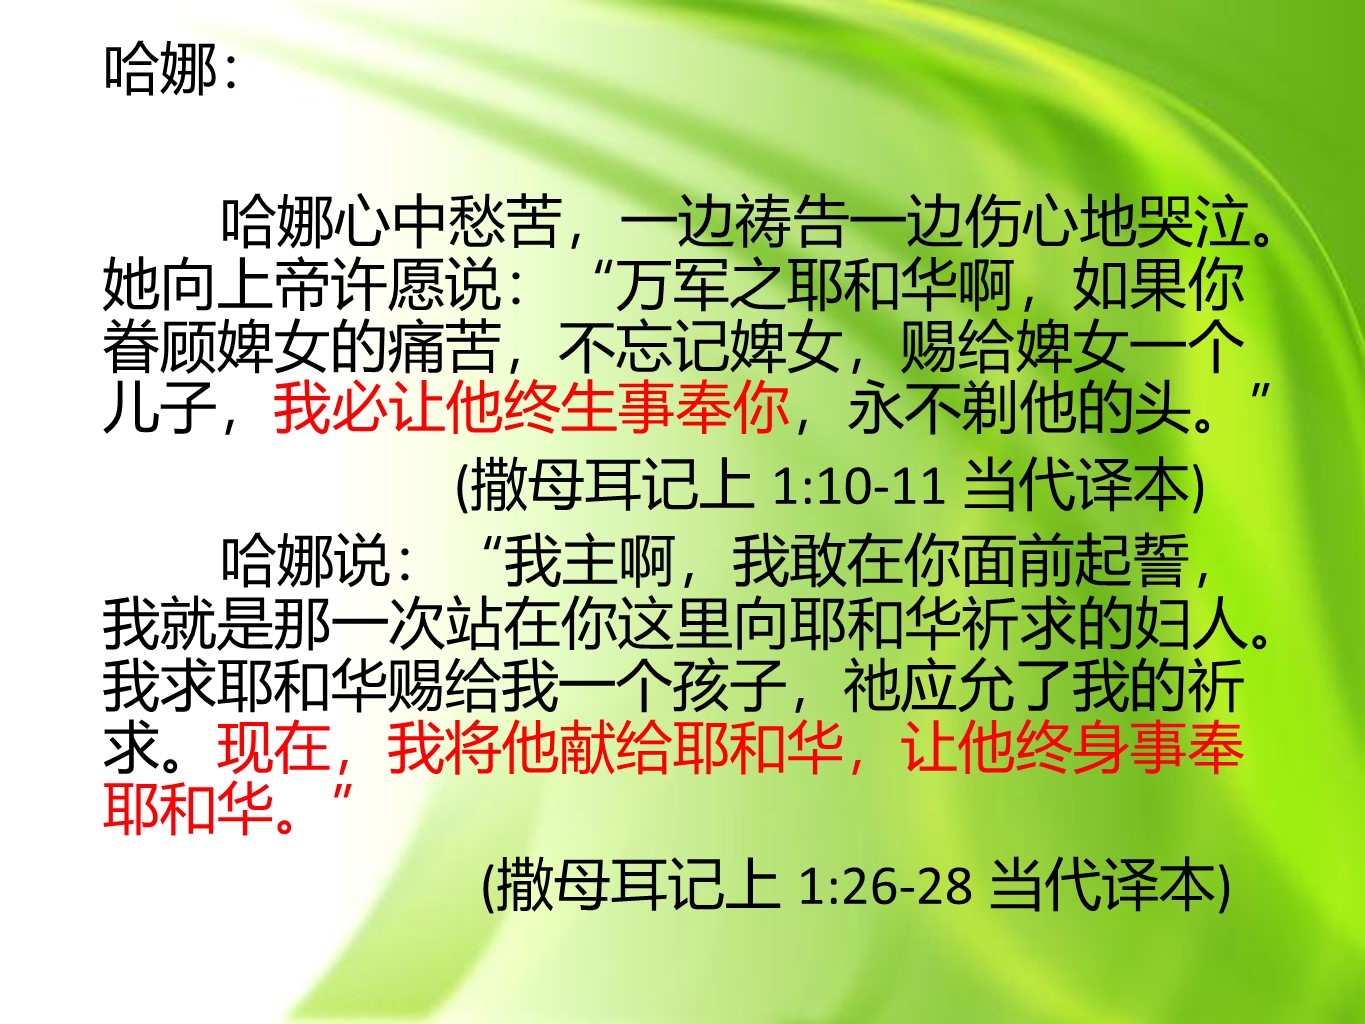 哈娜：
哈娜心中愁苦，一边祷告一边伤心地哭泣。
她向上帝许愿说：“万军之耶和华啊，如果你
眷顾婢女的痛苦，不忘记婢女，赐给婢女一个
儿子，我必让他终生事奉你，永不剃他的头。”
(撒母耳记上 1:10-11 当代译本)
哈娜说：“我主啊，我敢在你面前起誓，
我就是那一次站在你这里向耶和华祈求的妇人。
我求耶和华赐给我一个孩子，祂应允了我的祈
求。现在，我将他献给耶和华，让他终身事奉
耶和华。”
(撒母耳记上 1:26-28 当代译本)